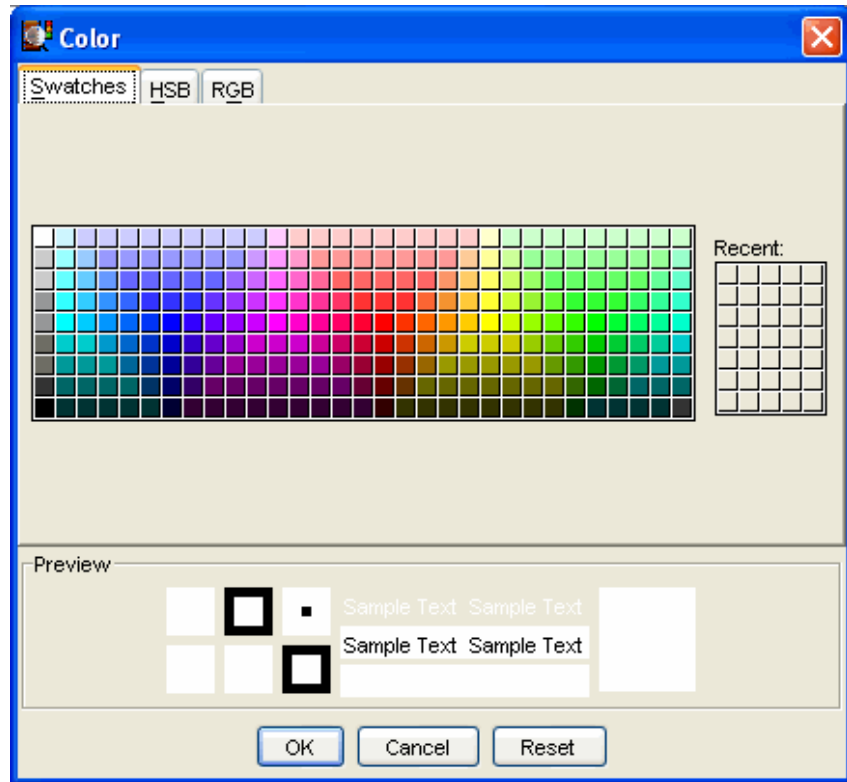 Color
Swatches HSB RGB
Recent:
Preview
Sample Text Sample Text
Sample Text Sample Text
OK Cancel Reset